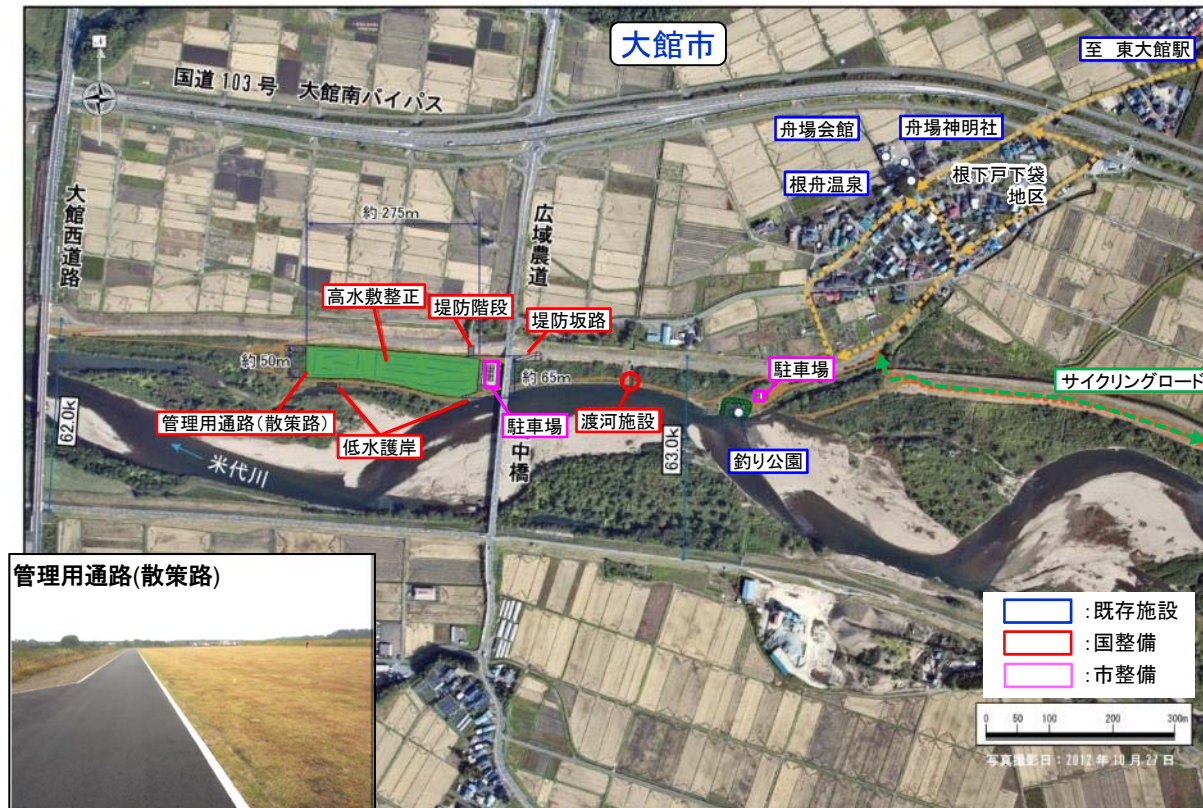 大館市
至 東大館駅
国道103号 大館南バイパス
舟場会館
舟場神明社
根舟温泉
根下戸下袋
地区
大館西道路
広域農道
約275m
高水敷整正
堤防階段
堤防坂路
約50m
約65m
駐車場
サイクリングロード
管理用通路(散策路)
低水護岸
駐車場
渡河施設
62.0k
63.0k
中橋
釣り公園
米代川
管理用通路(散策路)
:既存施設
:国整備
:市整備
0 50 100 200 300m
写真撮影日:2012年10月27日